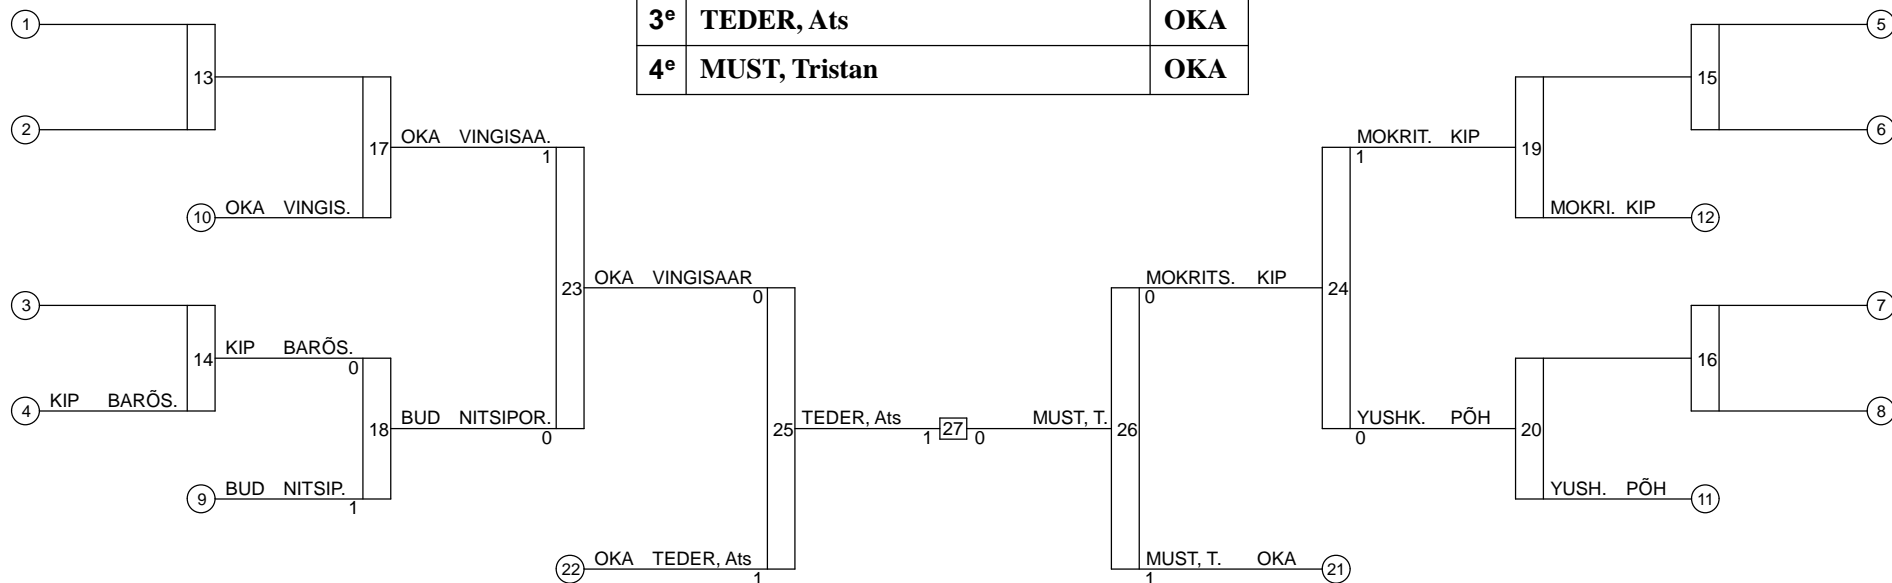 3e TEDER, Ats OKA
4e MUST, Tristan OKA
1 5
13 15
2 6
17 OKA VINGISAA. 1
MOKRIT. KIP 1 19
10 OKA VINGIS.
MOKRI. KIP 12
23 OKA VINGISAAR 0
MOKRITS. KIP 0 24
3 7
14 KIP BARÕS. 0
16
4 KIP BARÕS.
8
18 BUD NITSIPOR. 0
25 TEDER, Ats 1 27 0 MUST, T. 26
YUSHK. PÕH 0 20
9 BUD NITSIP. 1
YUSH. PÕH 11
22 OKA TEDER, Ats 1
MUST, T. OKA 1 21